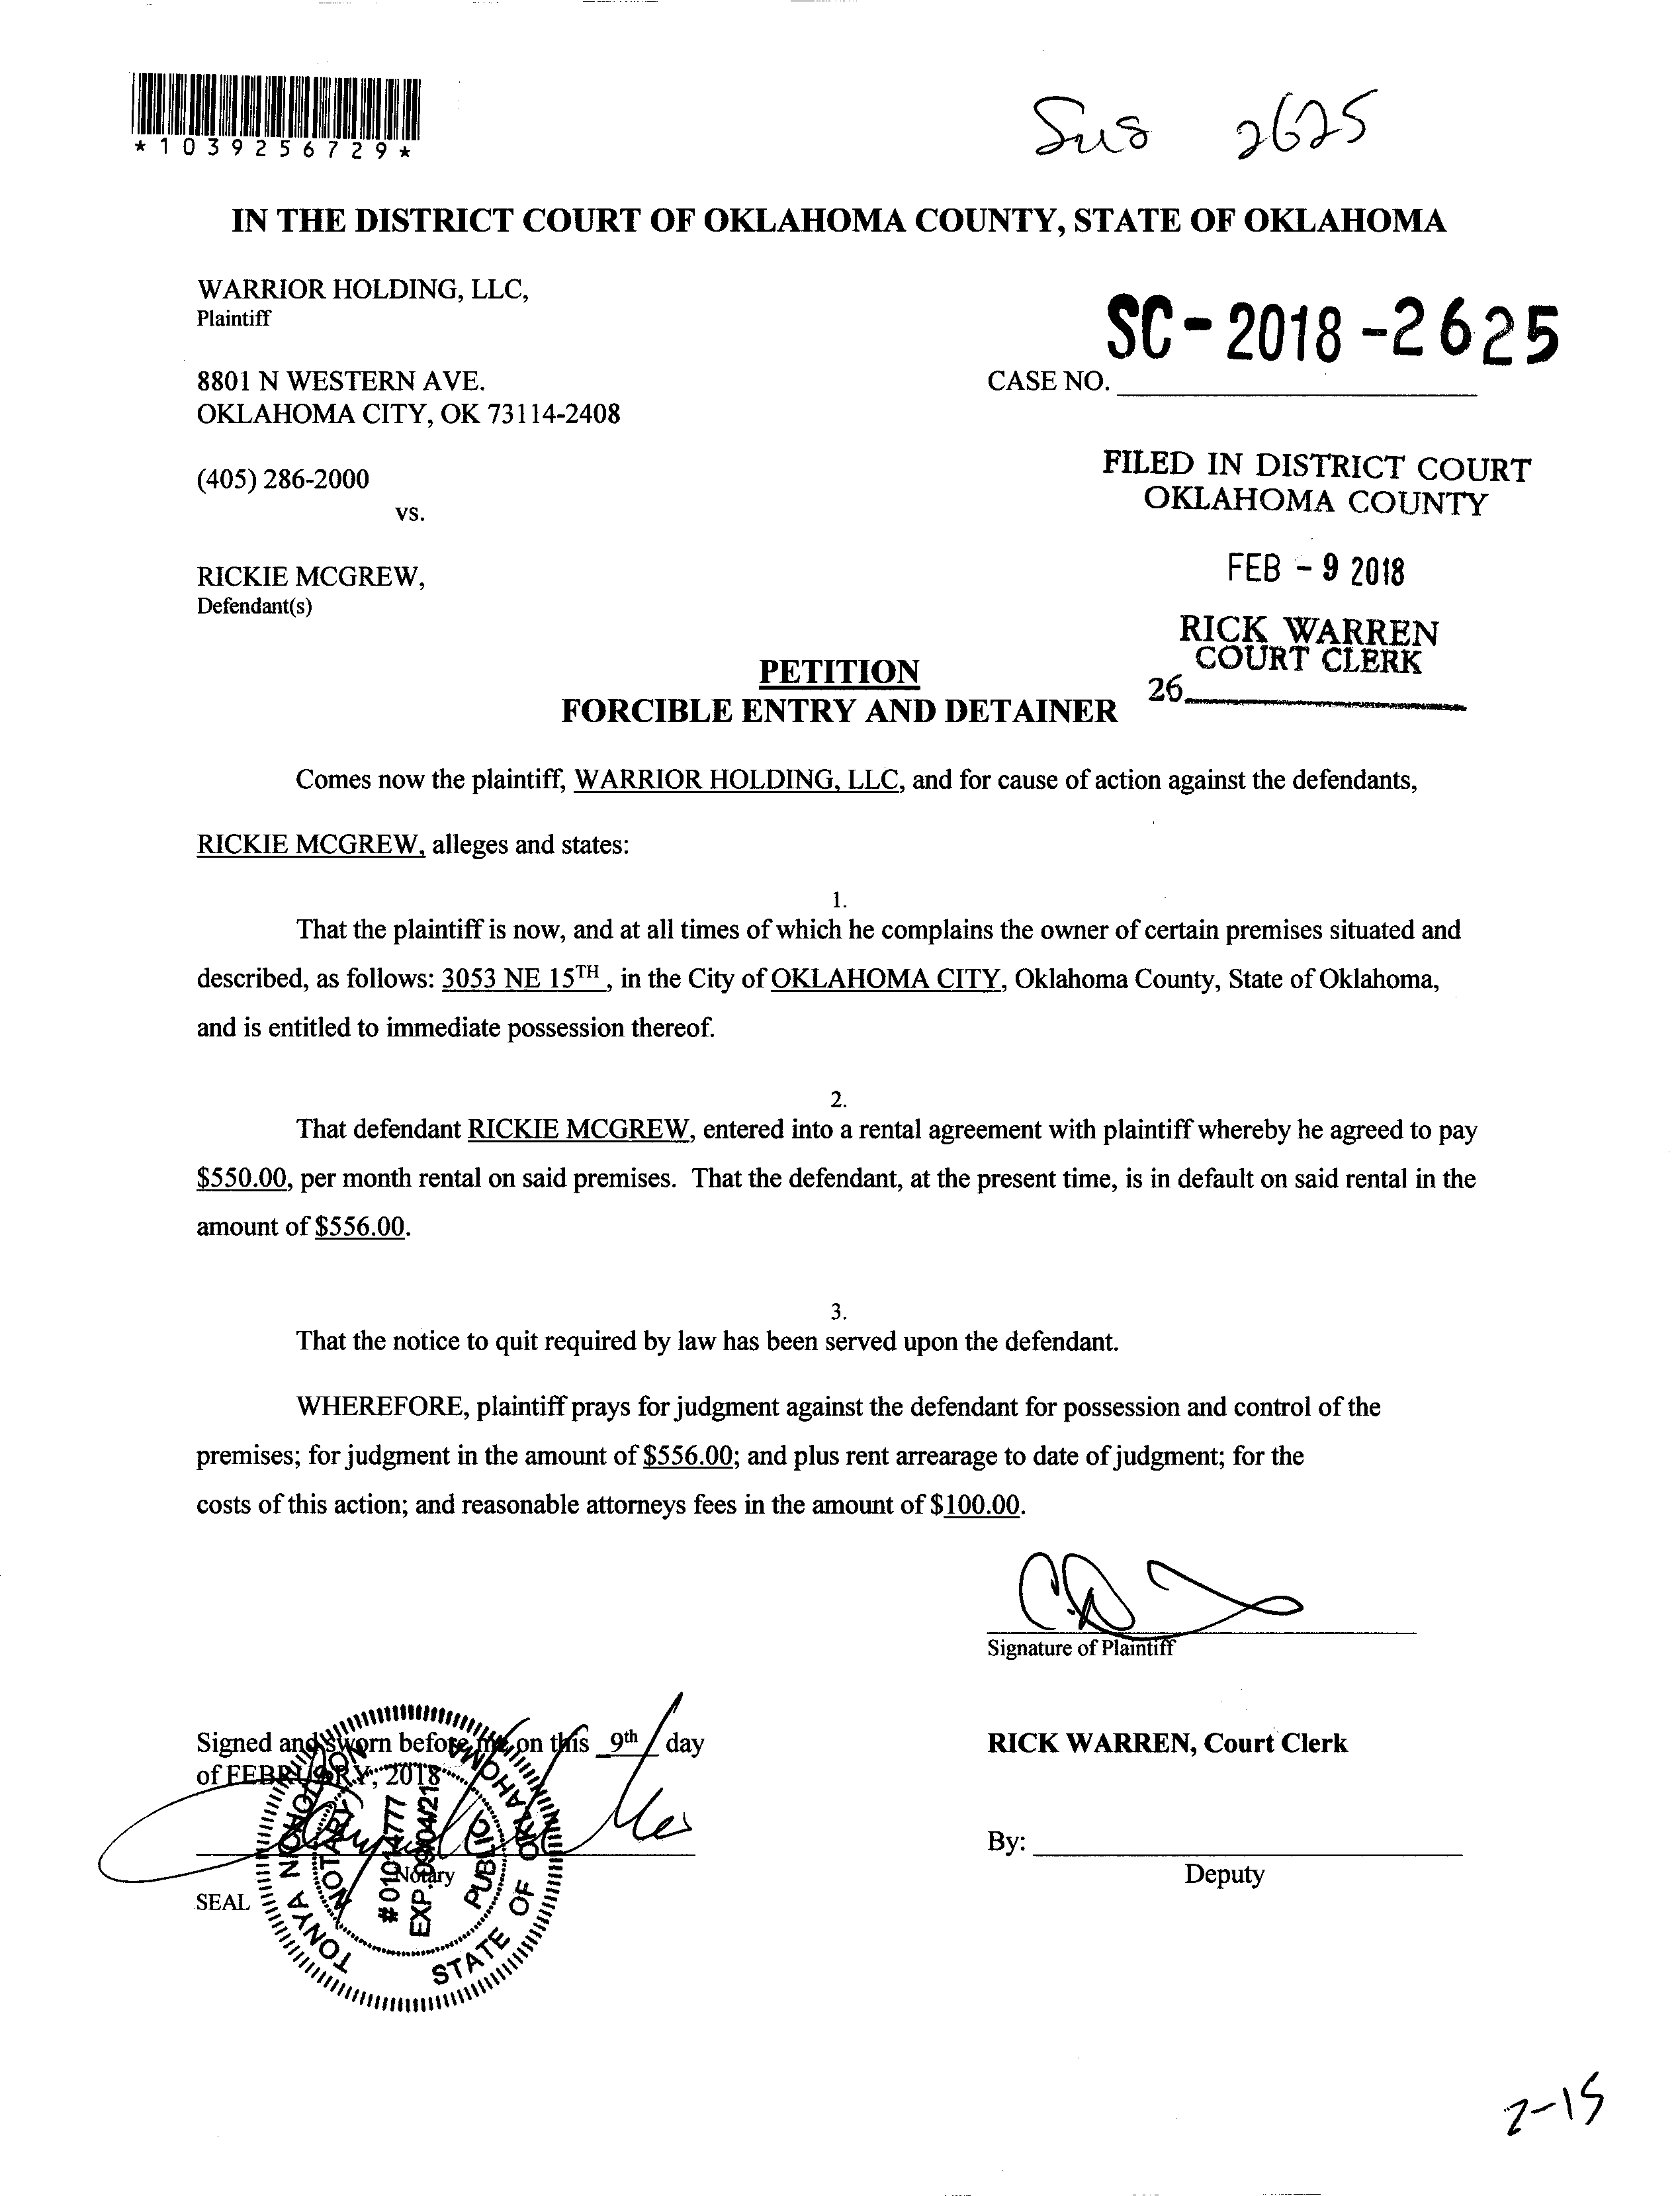 *1039256729*
Sus 2625
IN THE DISTRICT COURT OF OKLAHOMA COUNTY, STATE OF OKLAHOMA
WARRIOR HOLDING, LLC,
Plaintiff
SC-2018-2625
8801 N WESTERN AVE.
CASE NO.
OKLAHOMA CITY, OK 73114-2408
FILED IN DISTRICT COURT
OKLAHOMA COUNTY
(405) 286-2000
vs.
FEB - 9 2018
RICKIE MCGREW,
Defendant(s)
RICK WARREN
COURT CLERK
26
PETITION
FORCIBLE ENTRY AND DETAINER
Comes now the plaintiff, WARRIOR HOLDING, LLC, and for cause of action against the defendants,
RICKIE MCGREW, alleges and states:
1.
That the plaintiff is now, and at all times of which he complains the owner of certain premises situated and
described, as follows: 3053 NE 15TH , in the City of OKLAHOMA CITY, Oklahoma County, State of Oklahoma,
and is entitled to immediate possession thereof.
2.
That defendant RICKIE MCGREW, entered into a rental agreement with plaintiff whereby he agreed to pay
$550.00, per month rental on said premises. That the defendant, at the present time, is in default on said rental in the
amount of $556.00.
3.
That the notice to quit required by law has been served upon the defendant.
WHEREFORE, plaintiff prays for judgment against the defendant for possession and control of the
premises; for judgment in the amount of $556.00; and plus rent arrearage to date of judgment; for the
costs of this action; and reasonable attorneys fees in the amount of $100.00.
Signature of Plaintiff
Signed and sworn before me on this 9th day
of FEBRUARY, 2018
RICK WARREN, Court Clerk
By:
Notary
Deputy
SEAL
TONYA NICHOLSON
NOTARY PUBLIC
# 01014777
EXP. 09/04/21
STATE OF OKLAHOMA
2-15